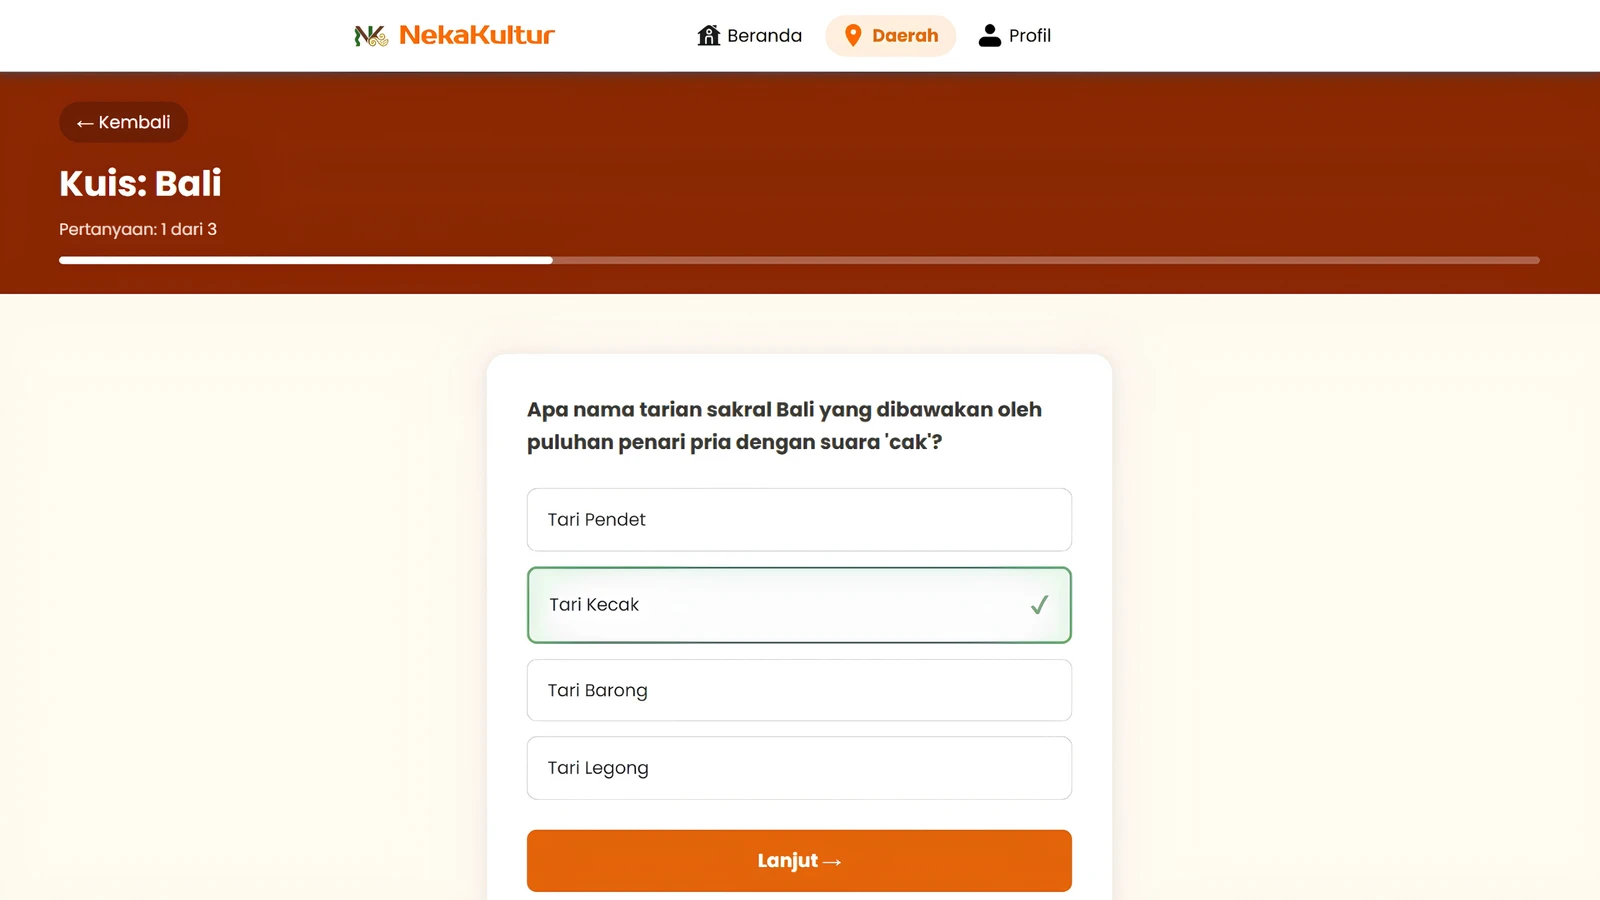 NekaKultur
Beranda
Daerah
Profil
← Kembali
Kuis: Bali
Pertanyaan: 1 dari 3
Apa nama tarian sakral Bali yang dibawakan oleh
puluhan penari pria dengan suara 'cak'?
Tari Pendet
Tari Kecak ✓
Tari Barong
Tari Legong
Lanjut →